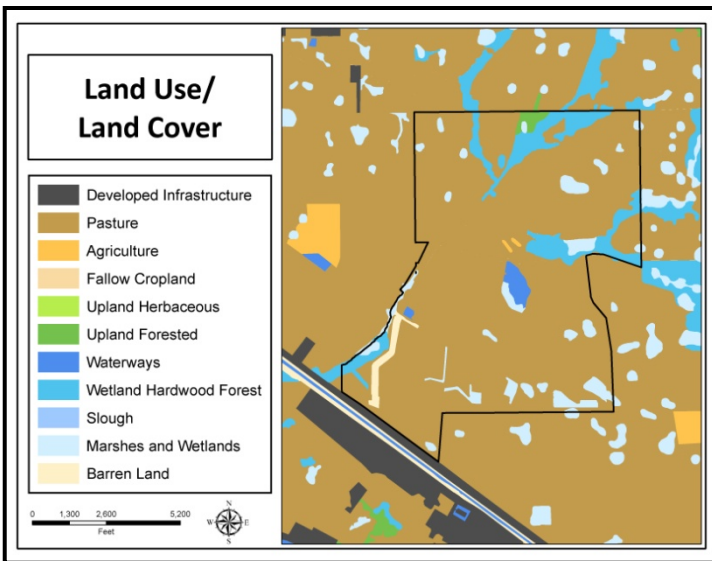 Land Use/
Land Cover
Developed Infrastructure
Pasture
Agriculture
Fallow Cropland
Upland Herbaceous
Upland Forested
Waterways
Wetland Hardwood Forest
Slough
Marshes and Wetlands
Barren Land
0 1,300 2,600 5,200
Feet
N
W E
S